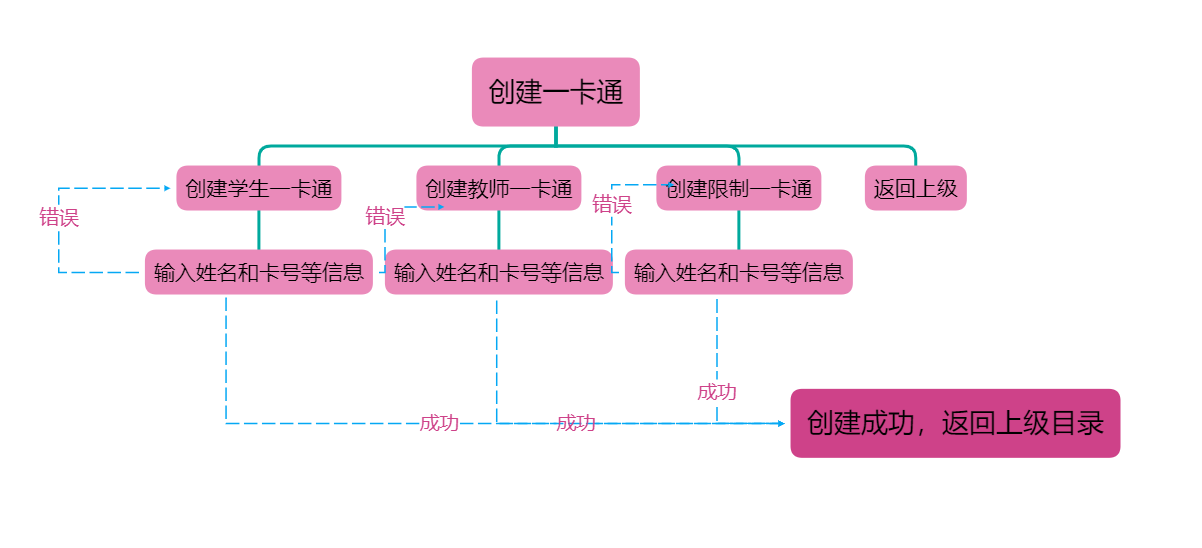 创建一卡通
创建学生一卡通
创建教师一卡通
创建限制一卡通
返回上级
错误
错误
错误
输入姓名和卡号等信息
输入姓名和卡号等信息
输入姓名和卡号等信息
成功
成功
成功
创建成功，返回上级目录